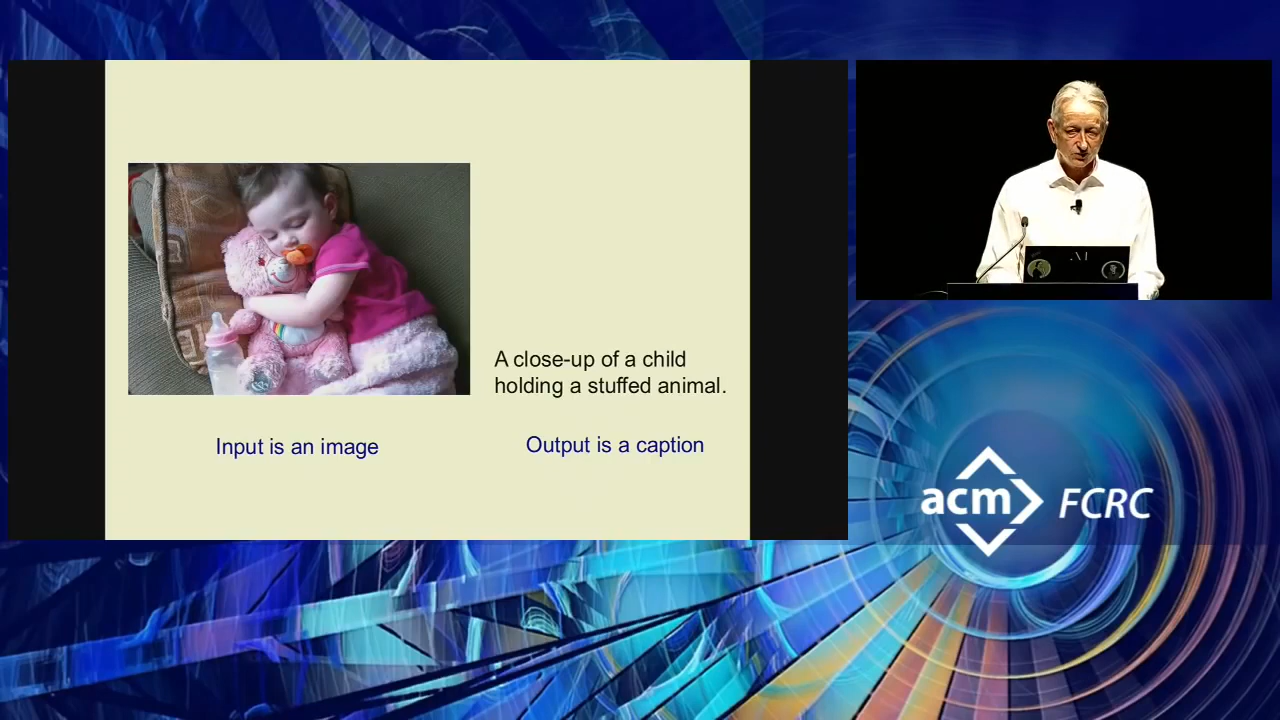 A close-up of a child
holding a stuffed animal.
Input is an image
Output is a caption
acm FCRC